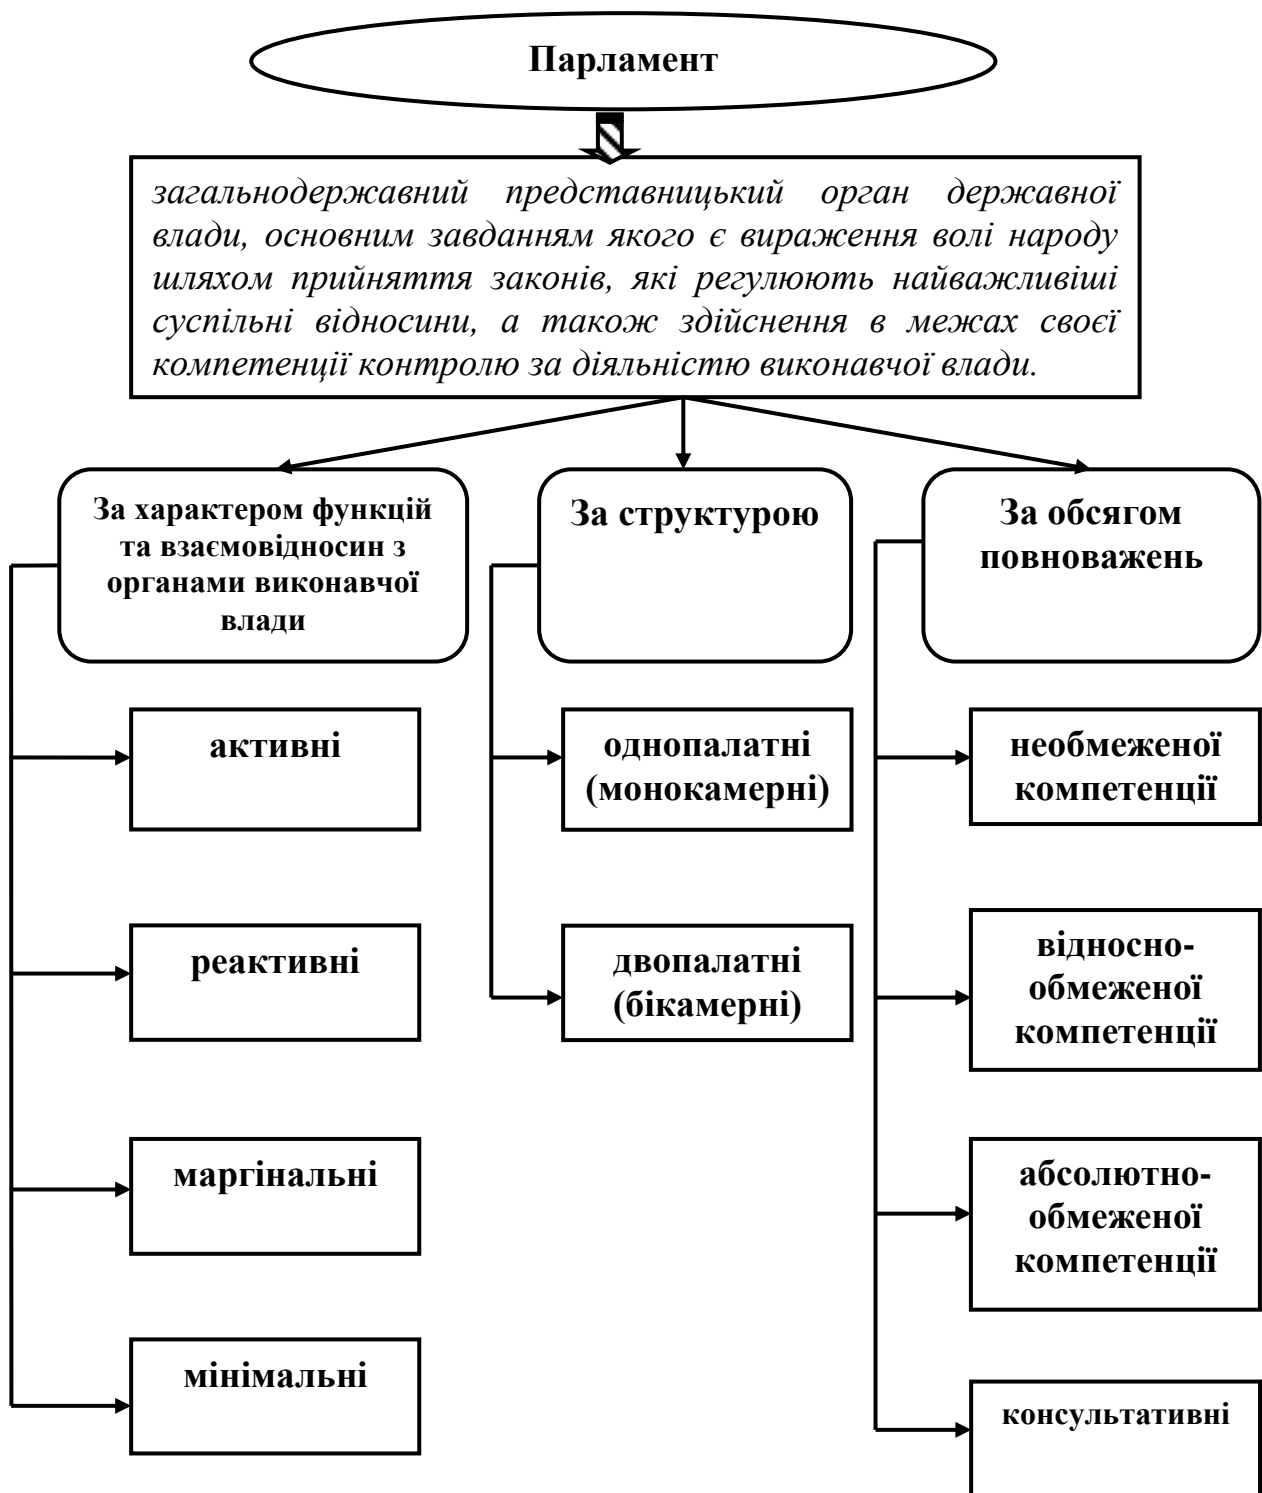 Парламент
загальнодержавний представницький орган державної
влади, основним завданням якого є вираження волі народу
шляхом прийняття законів, які регулюють найважливіші
суспільні відносини, а також здійснення в межах своєї
компетенції контролю за діяльністю виконавчої влади.
За характером функцій
та взаємовідносин з
органами виконавчої
влади
активні
реактивні
маргінальні
мінімальні
За структурою
однопалатні
(монокамерні)
двопалатні
(бікамерні)
За обсягом
повноважень
необмеженої
компетенції
відносно-
обмеженої
компетенції
абсолютно-
обмеженої
компетенції
консультативні